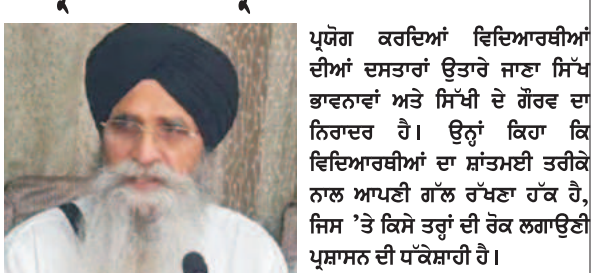 ਪ੍ਰਯੋਗ ਕਰਦਿਆਂ ਵਿਦਿਆਰਥੀਆਂ
ਦੀਆਂ ਦਸਤਾਰਾਂ ਉਤਾਰੇ ਜਾਣਾ ਸਿੱਖ
ਭਾਵਨਾਵਾਂ ਅਤੇ ਸਿੱਖੀ ਦੇ ਗੌਰਵ ਦਾ
ਨਿਰਾਦਰ ਹੈ। ਉਨ੍ਹਾਂ ਕਿਹਾ ਕਿ
ਵਿਦਿਆਰਥੀਆਂ ਦਾ ਸ਼ਾਂਤਮਈ ਤਰੀਕੇ
ਨਾਲ ਆਪਣੀ ਗੱਲ ਰੱਖਣਾ ਹੱਕ ਹੈ,
ਜਿਸ ’ਤੇ ਕਿਸੇ ਤਰ੍ਹਾਂ ਦੀ ਰੋਕ ਲਗਾਉਣੀ
ਪ੍ਰਸ਼ਾਸਨ ਦੀ ਧੱਕੇਸ਼ਾਹੀ ਹੈ।